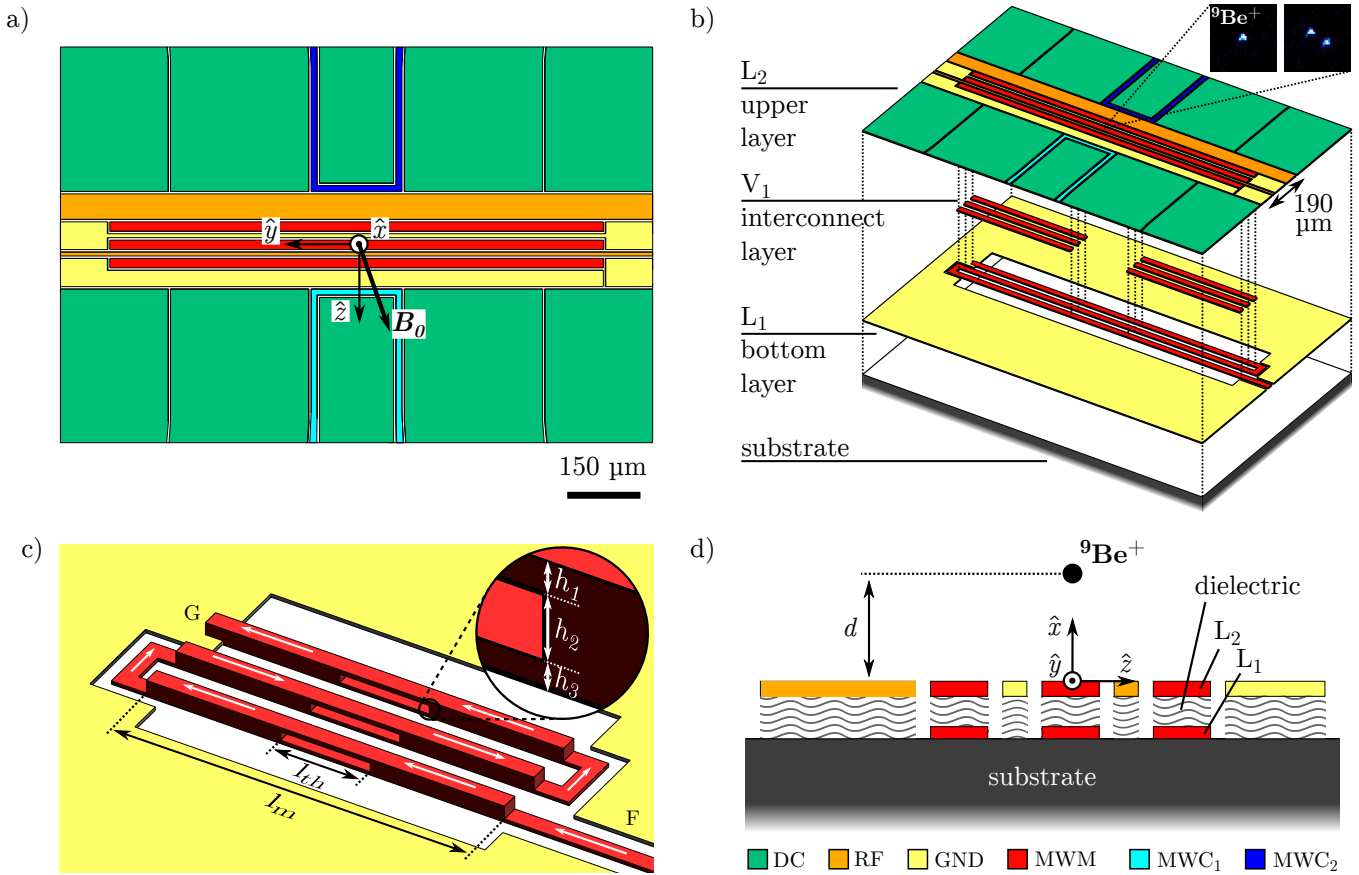 a)
ŷ
x̂
ẑ
B₀
150 µm
b)
⁹Be⁺
L₂
upper
layer
V₁
interconnect
layer
190
µm
L₁
bottom
layer
substrate
c)
G
h₁
h₂
h₃
lₜₕ
lₘ
F
d)
⁹Be⁺
dielectric
d
x̂
L₂
ŷ
ẑ
L₁
substrate
DC RF GND MWM MWC₁ MWC₂